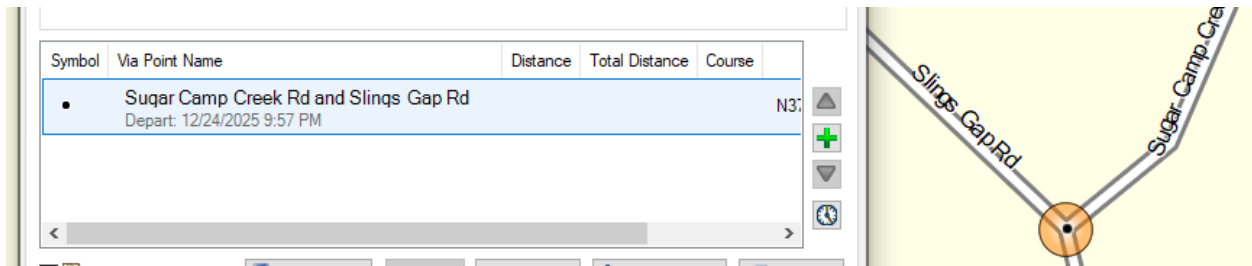 Symbol Via Point Name Distance Total Distance Course
Sugar Camp Creek Rd and Slings Gap Rd
N37
Depart: 12/24/2025 9:57 PM
Slings Gap Rd
Sugar Camp Cre